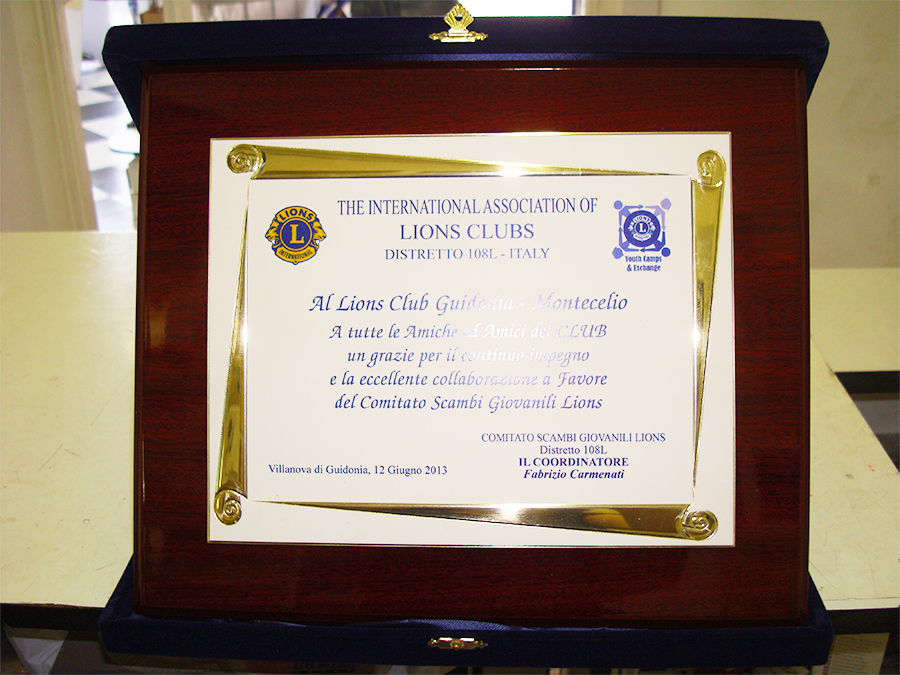 THE INTERNATIONAL ASSOCIATION OF
LIONS CLUBS
DISTRETTO 108L - ITALY
LIONS
L
INTERNATIONAL
L
Youth Camps
& Exchange
Al Lions Club Guidonia - Montecelio
A tutte le Amiche ed Amici del CLUB
un grazie per il continuo impegno
e la eccellente collaborazione a Favore
del Comitato Scambi Giovanili Lions
COMITATO SCAMBI GIOVANILI LIONS
Distretto 108L
IL COORDINATORE
Fabrizio Carmenati
Villanova di Guidonia, 12 Giugno 2013